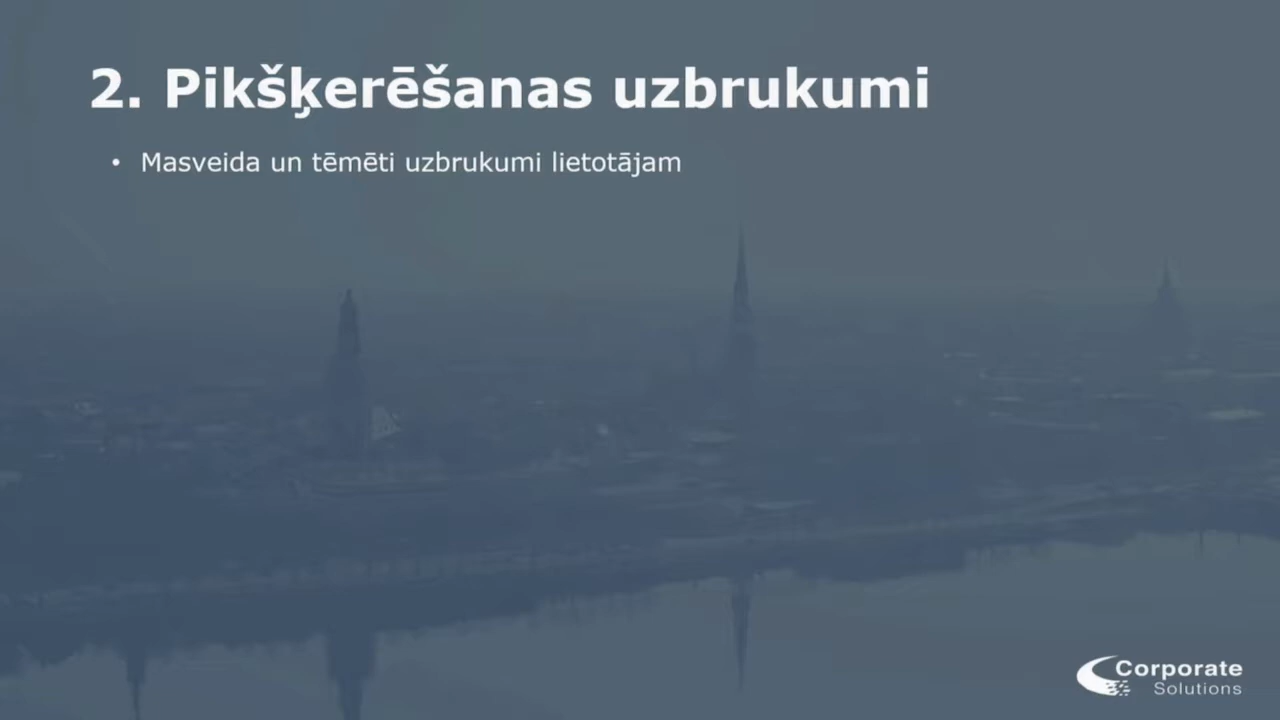 2. Pikšķerēšanas uzbrukumi
• Masveida un tēmēti uzbrukumi lietotājam
Corporate
Solutions